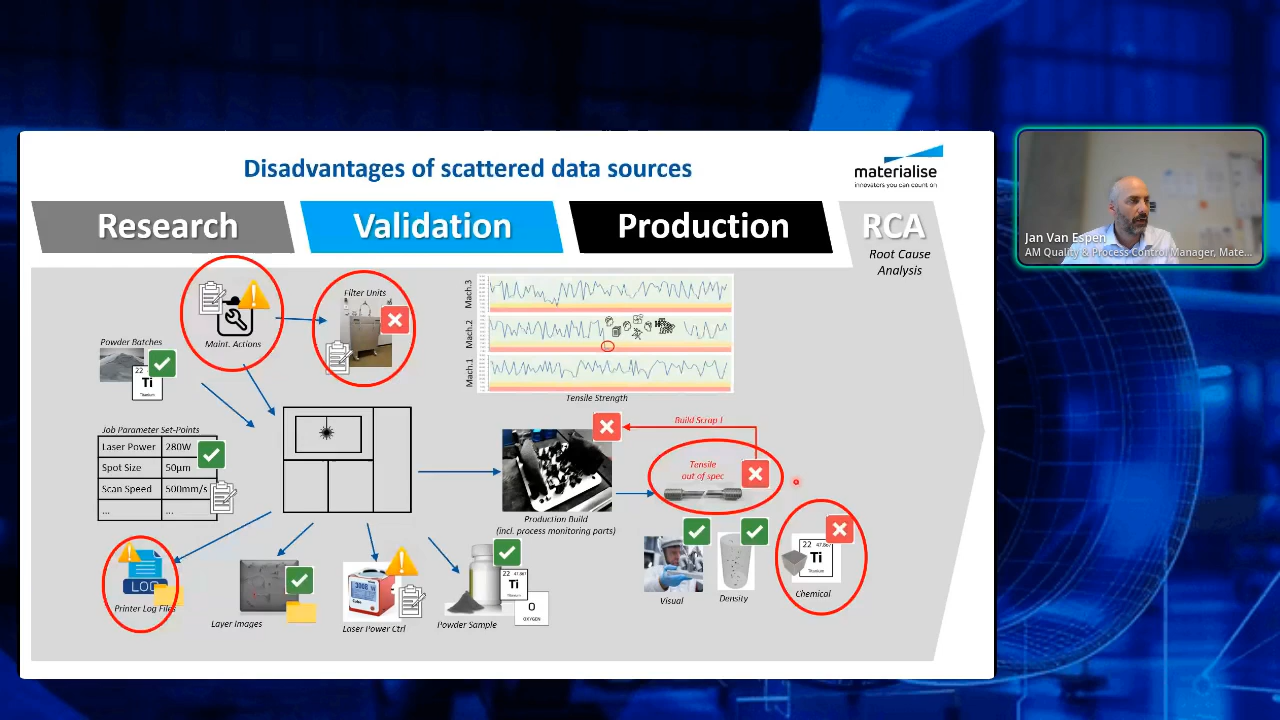 Disadvantages of scattered data sources
materialise
innovators you can count on
Research
Validation
Production
RCA
Root Cause
Analysis
Maint. Actions
Filter Units
Powder Batches
22
Ti
Titanium
Mach.3
Mach.2
Mach.1
Tensile Strength
Job Parameter Set-Points
Laser Power 280W
Spot Size 50µm
Scan Speed 500mm/s
... ...
Build Scrap !
Tensile
out of spec
Production Build
(incl. process monitoring parts)
LOG
Printer Log Files
Layer Images
Laser Power Ctrl
Powder Sample
22 47.867
Ti
Titanium
O
OXYGEN
Visual
Density
22 47.867
Ti
Titanium
Chemical
Jan Van Espen
AM Quality & Process Control Manager, Mate...